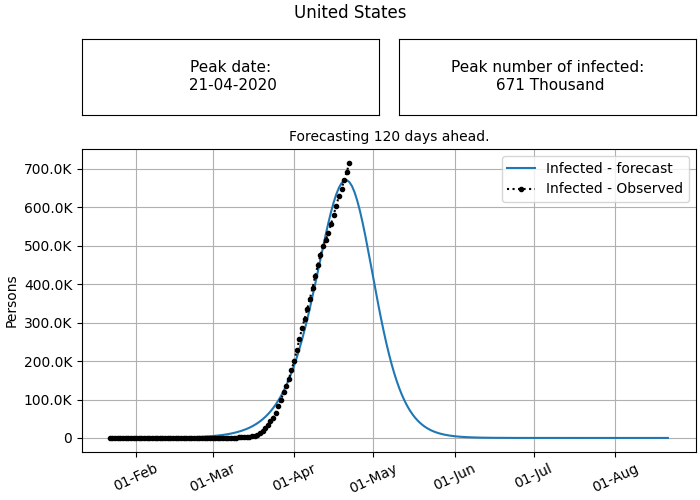 United States
Peak date:
21-04-2020
Peak number of infected:
671 Thousand
Forecasting 120 days ahead.
Infected - forecast
Infected - Observed
700.0K
600.0K
500.0K
400.0K
300.0K
200.0K
100.0K
0
Persons
01-Feb
01-Mar
01-Apr
01-May
01-Jun
01-Jul
01-Aug